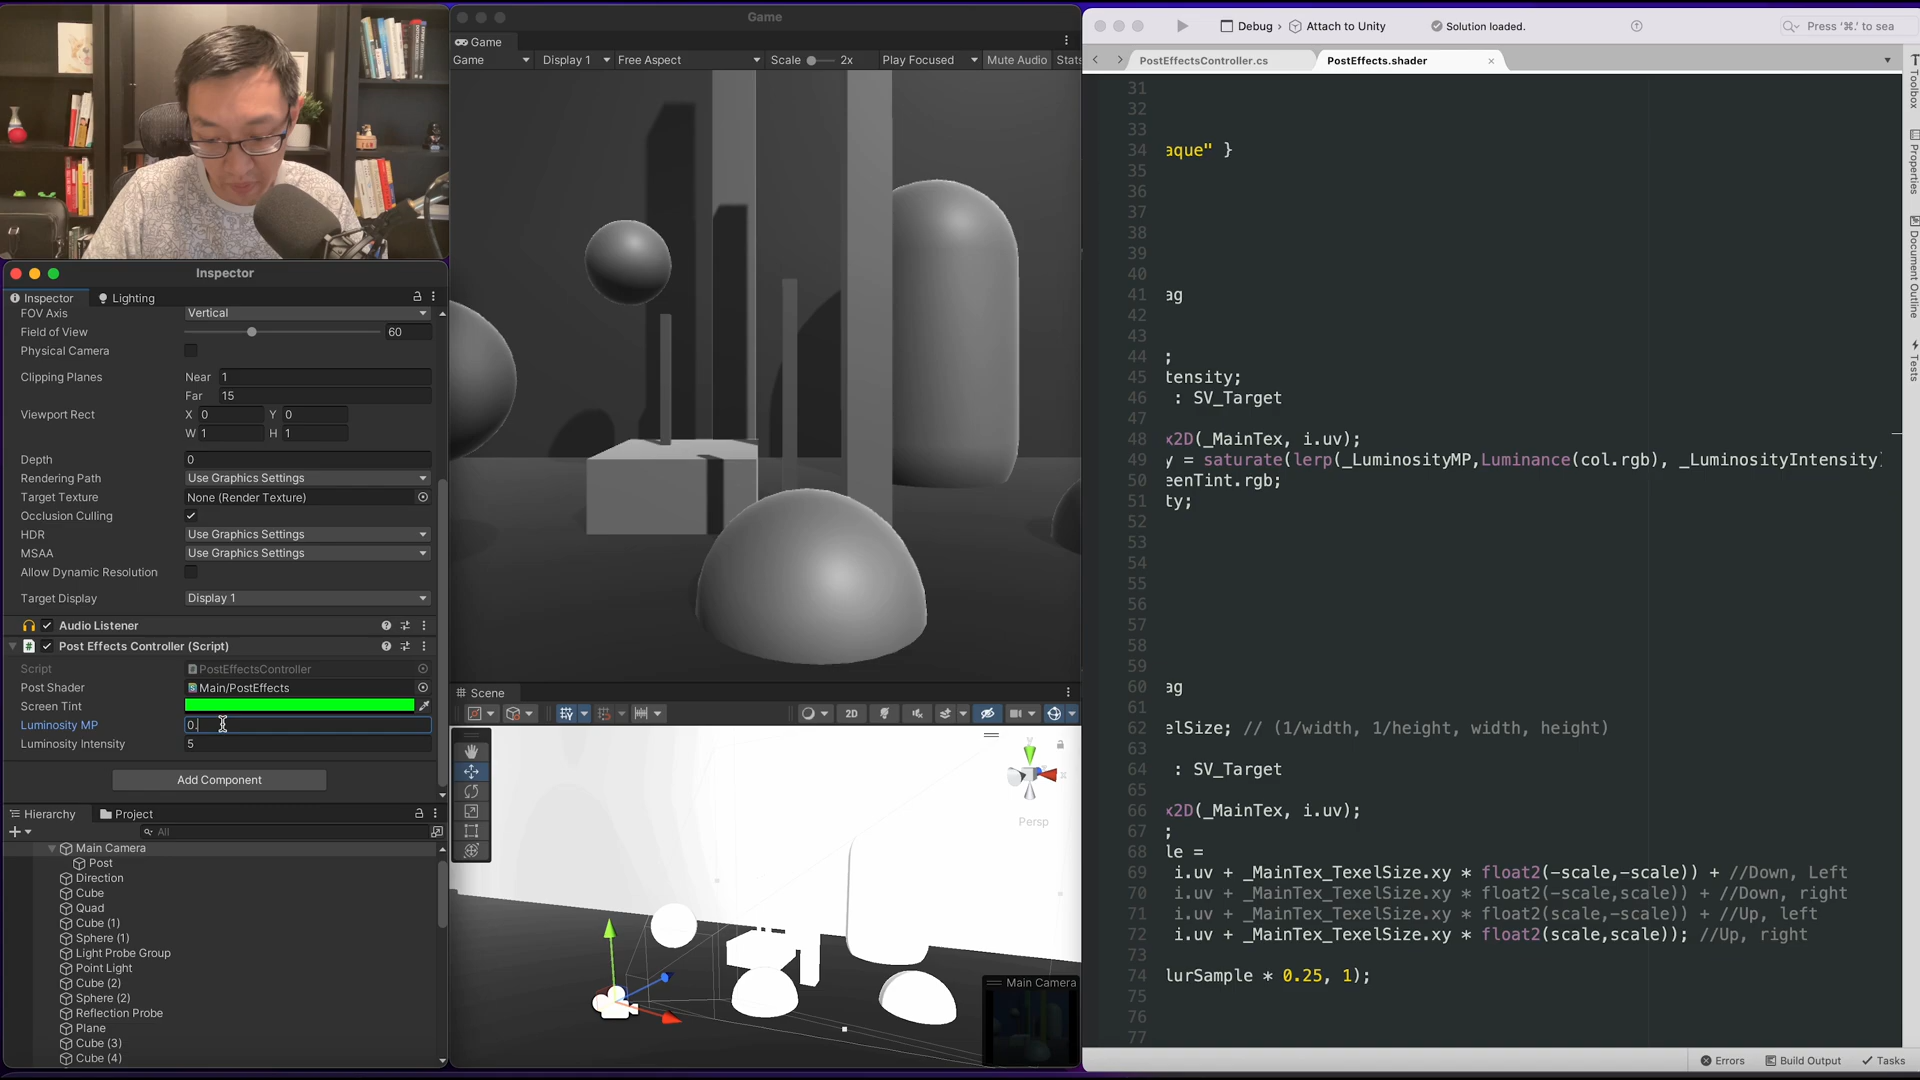 Inspector
Inspector
Lighting
FOV Axis
Vertical
Field of View
60
Physical Camera
Clipping Planes
Near
1
Far
15
Viewport Rect
X 0
Y 0
W 1
H 1
Depth
0
Rendering Path
Use Graphics Settings
Target Texture
None (Render Texture)
Occlusion Culling
HDR
Use Graphics Settings
MSAA
Use Graphics Settings
Allow Dynamic Resolution
Target Display
Display 1
Audio Listener
Post Effects Controller (Script)
Script
PostEffectsController
Post Shader
Main/PostEffects
Screen Tint
Luminosity MP
0.
Luminosity Intensity
5
Add Component
Hierarchy
Project
All
Main Camera
Post
Direction
Cube
Quad
Cube (1)
Sphere (1)
Light Probe Group
Point Light
Cube (2)
Sphere (2)
Reflection Probe
Plane
Cube (3)
Cube (4)
Game
Game
Game
Display 1
Free Aspect
Scale
2x
Play Focused
Mute Audio
Stats
Scene
2D
Persp
Main Camera
Debug
Attach to Unity
Solution loaded.
Press '⌘.' to sea
PostEffectsController.cs
PostEffects.shader
31
32
33
34 aque" }
35
36
37
38
39
40
41 ag
42
43
44 ;
45 tensity;
46 : SV_Target
47
48 x2D(_MainTex, i.uv);
49 y = saturate(lerp(_LuminosityMP,Luminance(col.rgb), _LuminosityIntensity)
50 eenTint.rgb;
51 ty;
52
53
54
55
56
57
58
59
60 ag
61
62 elSize; // (1/width, 1/height, width, height)
63
64 : SV_Target
65
66 x2D(_MainTex, i.uv);
67 ;
68 le =
69 i.uv + _MainTex_TexelSize.xy * float2(-scale,-scale)) + //Down, Left
70 i.uv + _MainTex_TexelSize.xy * float2(-scale,scale)) + //Down, right
71 i.uv + _MainTex_TexelSize.xy * float2(scale,-scale)) + //Up, left
72 i.uv + _MainTex_TexelSize.xy * float2(scale,scale)); //Up, right
73
74 lurSample * 0.25, 1);
75
76
77
Toolbox
Properties
Document Outline
Tests
Errors
Build Output
Tasks